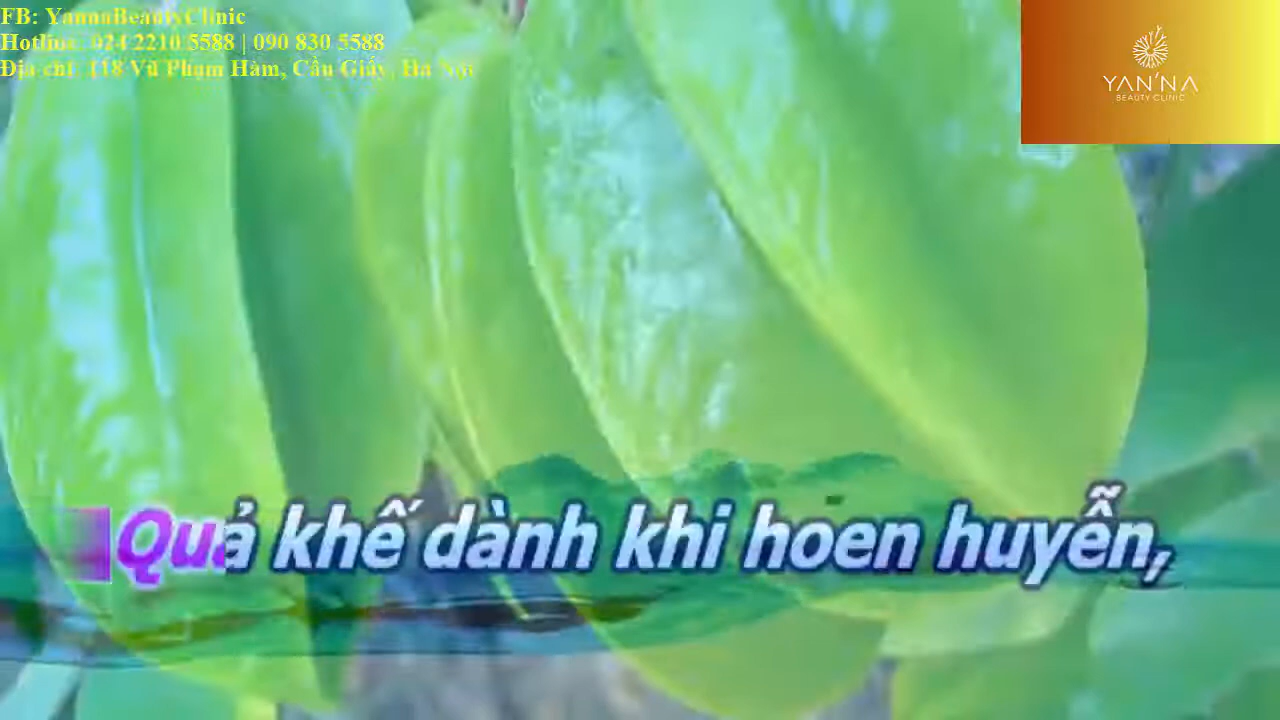 FB: YannaBeautyClinic
Hotline: 024 2210 5588 | 090 830 5588
Địa chỉ: 118 Vũ Phạm Hàm, Cầu Giấy, Hà Nội
YAN'NA
BEAUTY CLINIC
Quả khế dành khi hoen huyễn,